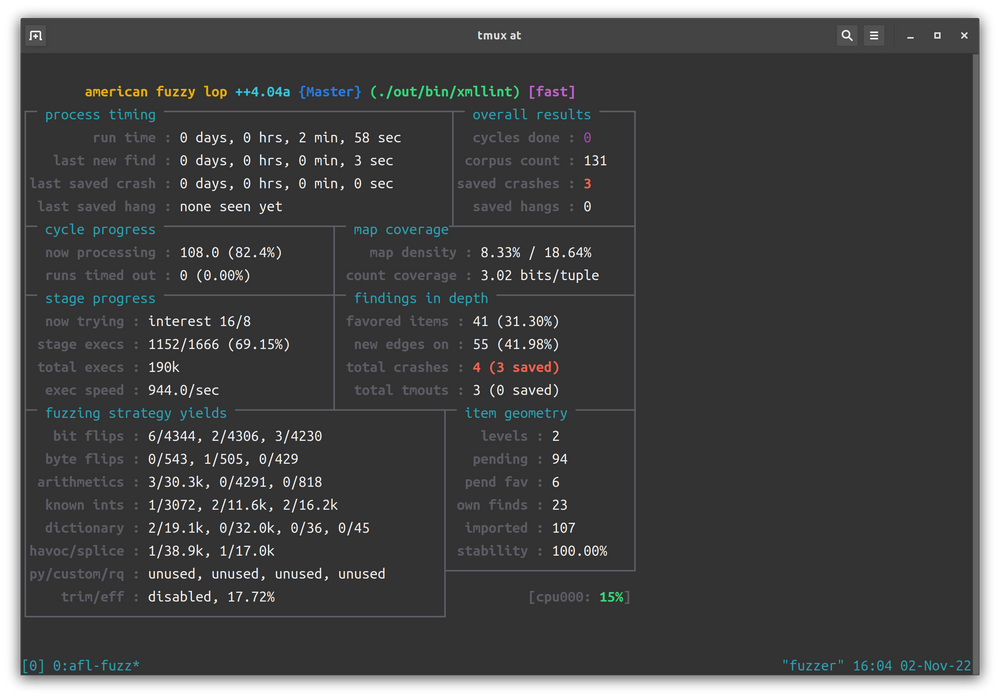 tmux at
american fuzzy lop ++4.04a {Master} (./out/bin/xmllint) [fast]
process timing overall results
run time : 0 days, 0 hrs, 2 min, 58 sec cycles done : 0
last new find : 0 days, 0 hrs, 0 min, 3 sec corpus count : 131
last saved crash : 0 days, 0 hrs, 0 min, 0 sec saved crashes : 3
last saved hang : none seen yet saved hangs : 0
cycle progress map coverage
now processing : 108.0 (82.4%) map density : 8.33% / 18.64%
runs timed out : 0 (0.00%) count coverage : 3.02 bits/tuple
stage progress findings in depth
now trying : interest 16/8 favored items : 41 (31.30%)
stage execs : 1152/1666 (69.15%) new edges on : 55 (41.98%)
total execs : 190k total crashes : 4 (3 saved)
exec speed : 944.0/sec total tmouts : 3 (0 saved)
fuzzing strategy yields item geometry
bit flips : 6/4344, 2/4306, 3/4230 levels : 2
byte flips : 0/543, 1/505, 0/429 pending : 94
arithmetics : 3/30.3k, 0/4291, 0/818 pend fav : 6
known ints : 1/3072, 2/11.6k, 2/16.2k own finds : 23
dictionary : 2/19.1k, 0/32.0k, 0/36, 0/45 imported : 107
havoc/splice : 1/38.9k, 1/17.0k stability : 100.00%
py/custom/rq : unused, unused, unused, unused
trim/eff : disabled, 17.72% [cpu000: 15%]
[0] 0:afl-fuzz* "fuzzer" 16:04 02-Nov-22